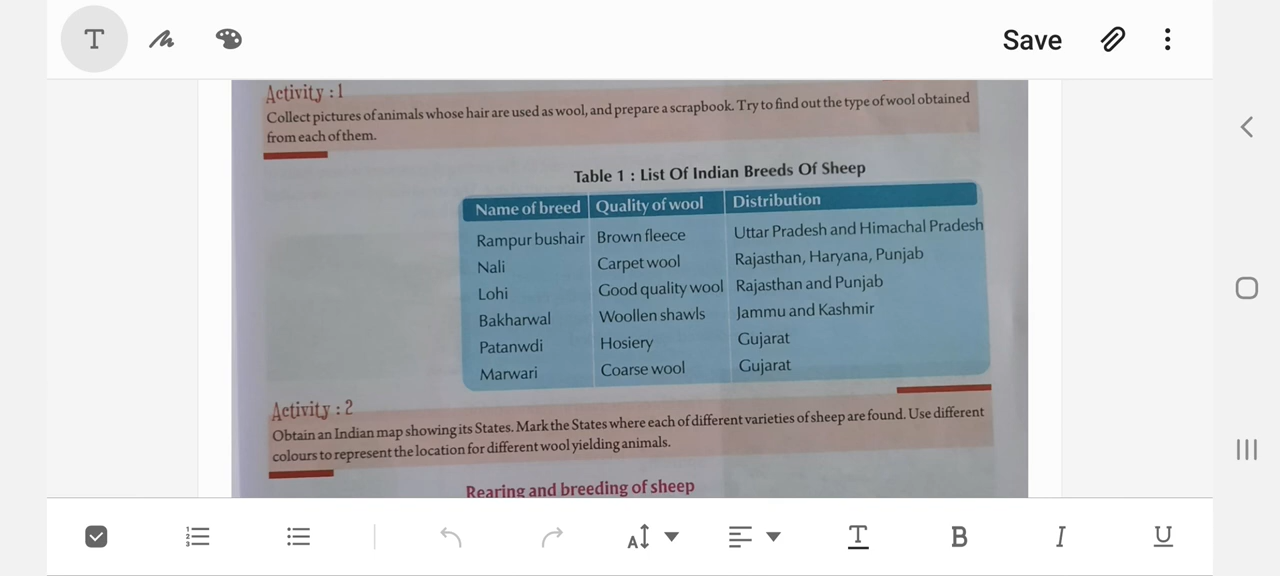 T
Save
Activity : 1
Collect pictures of animals whose hair are used as wool, and prepare a scrapbook. Try to find out the type of wool obtained
from each of them.
Table 1 : List Of Indian Breeds Of Sheep
Name of breed Quality of wool Distribution
Rampur bushair Brown fleece Uttar Pradesh and Himachal Pradesh
Nali Carpet wool Rajasthan, Haryana, Punjab
Lohi Good quality wool Rajasthan and Punjab
Bakharwal Woollen shawls Jammu and Kashmir
Patanwdi Hosiery Gujarat
Marwari Coarse wool Gujarat
Activity : 2
Obtain an Indian map showing its States. Mark the States where each of different varieties of sheep are found. Use different
colours to represent the location for different wool yielding animals.
Rearing and breeding of sheep
A T B I U